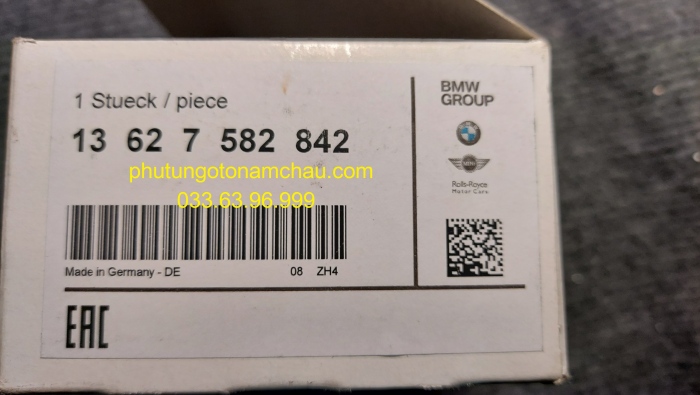 1 Stueck / piece
13 62 7 582 842
phutungotonamchau.com
033.63.96.999
Made in Germany - DE 08 ZH4
EAC
BMW
GROUP
MINI
Rolls-Royce
Motor Cars